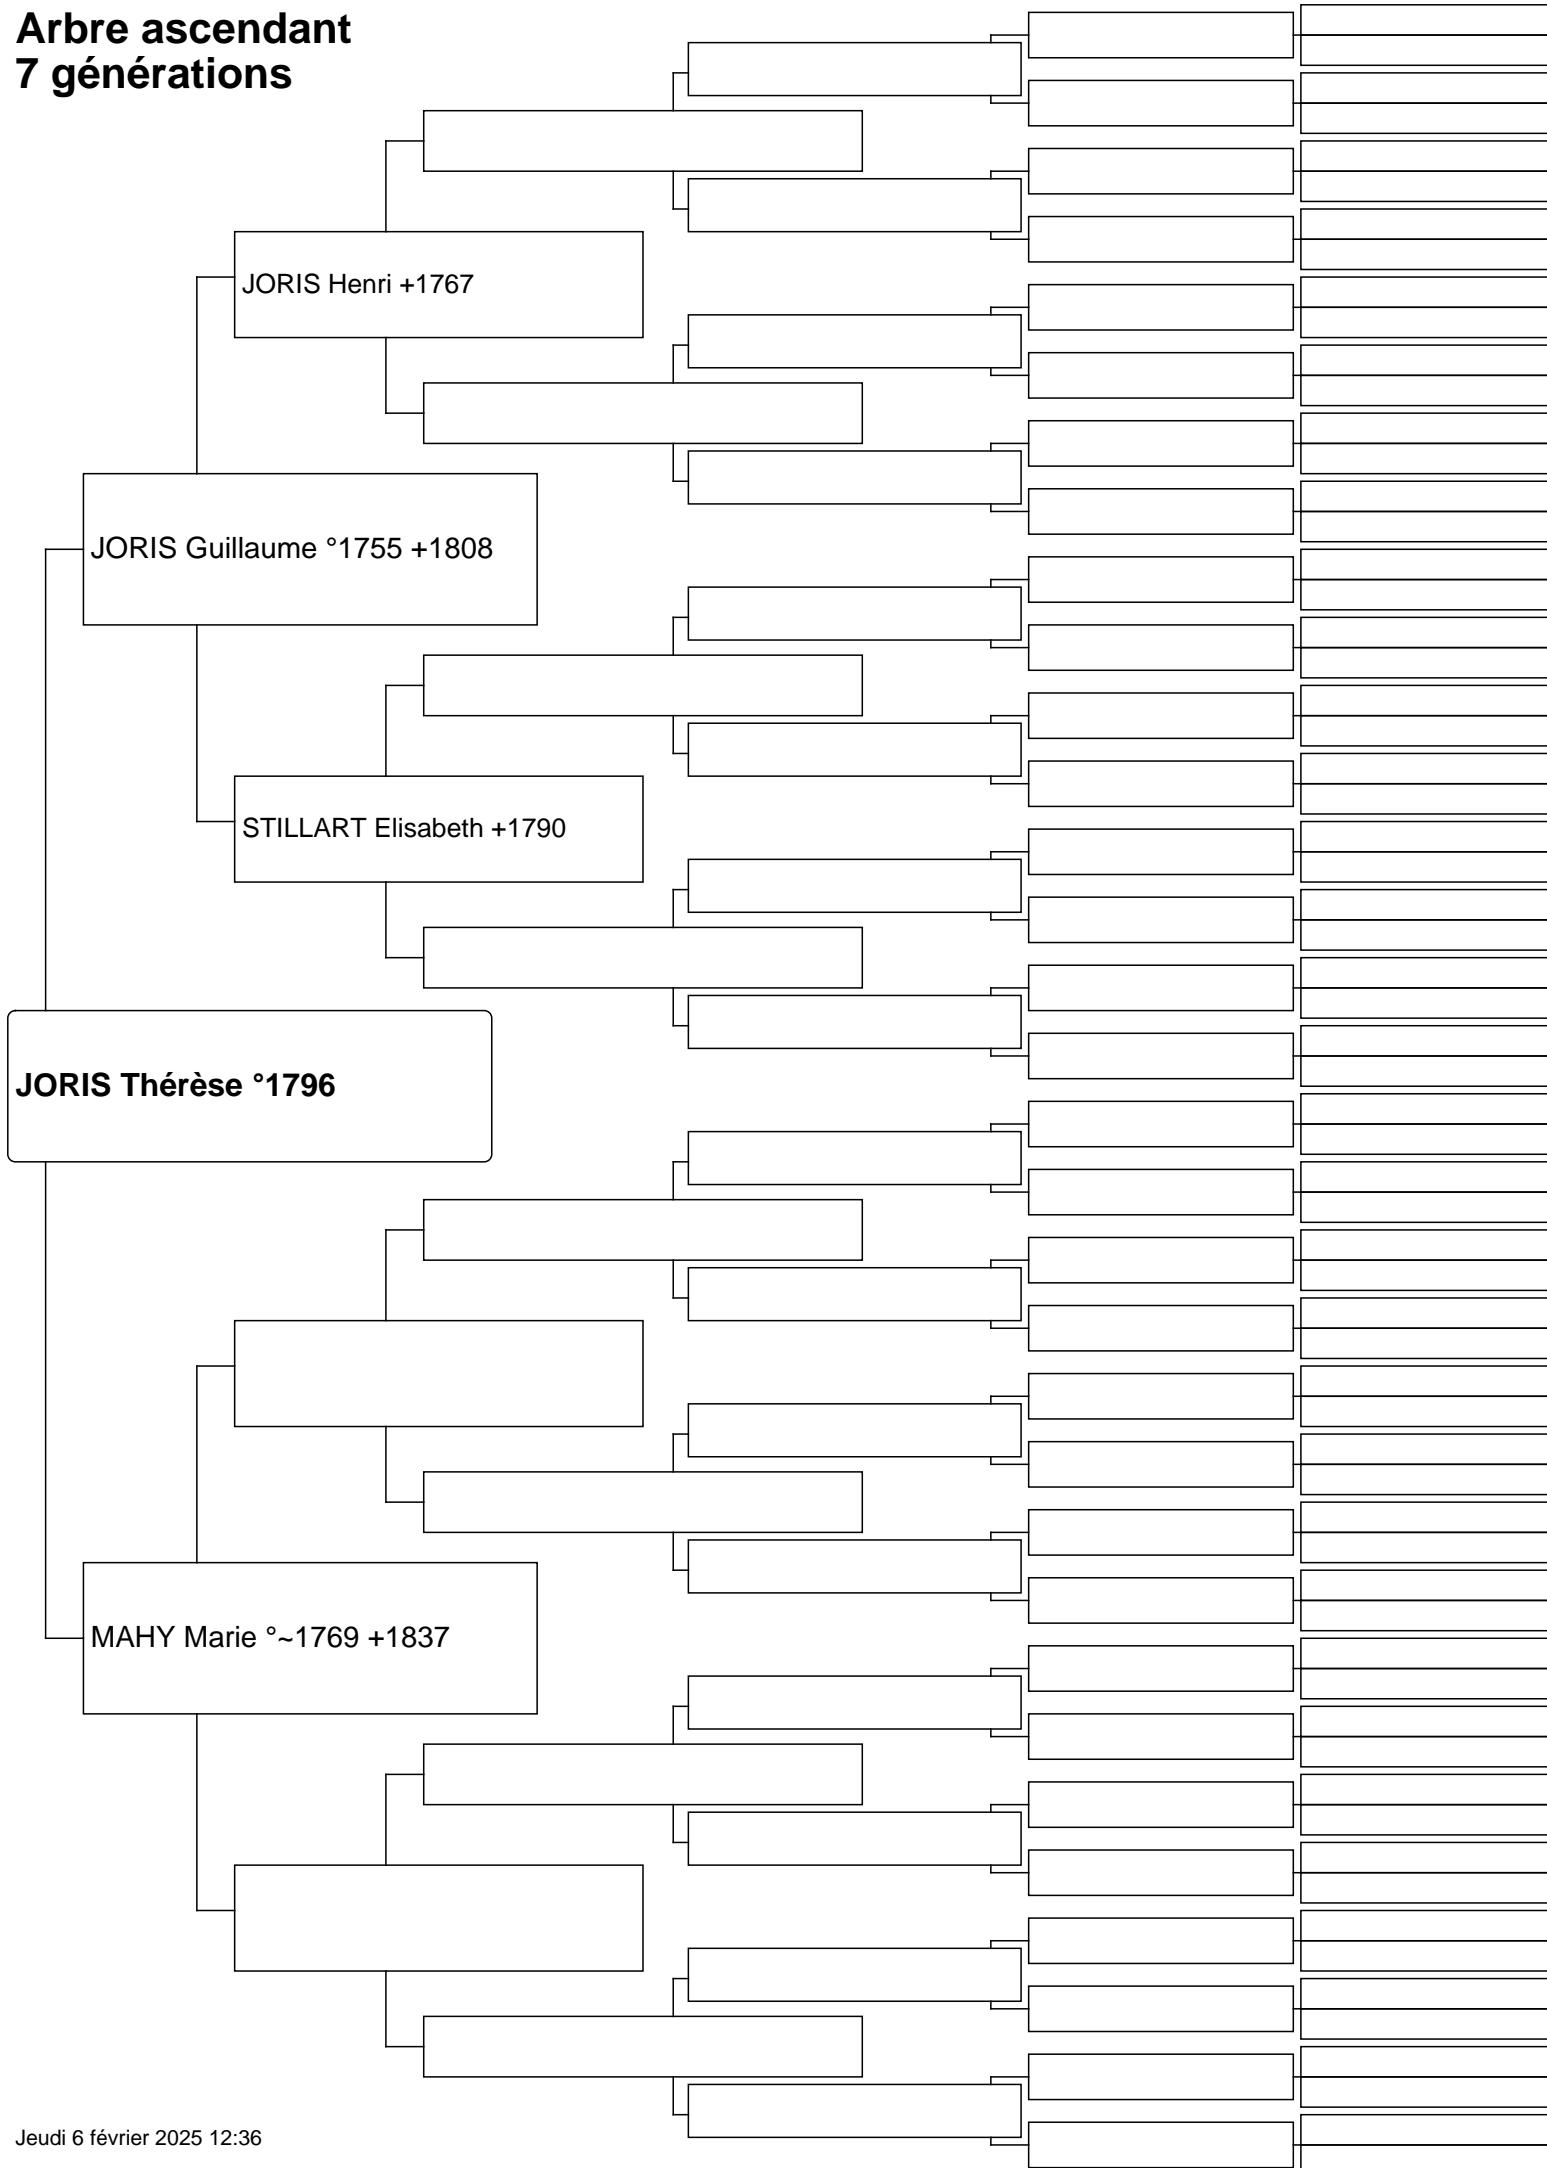 Arbre ascendant
7 générations
JORIS Henri +1767
JORIS Guillaume °1755 +1808
STILLART Elisabeth +1790
JORIS Thérèse °1796
MAHY Marie °~1769 +1837
Jeudi 6 février 2025 12:36